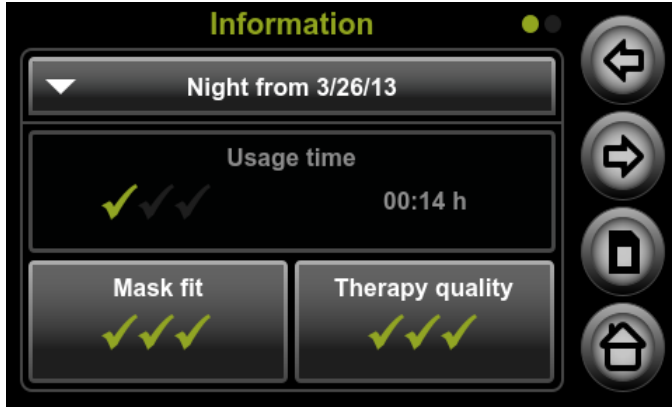 Information
Night from 3/26/13
Usage time
00:14 h
Mask fit
Therapy quality